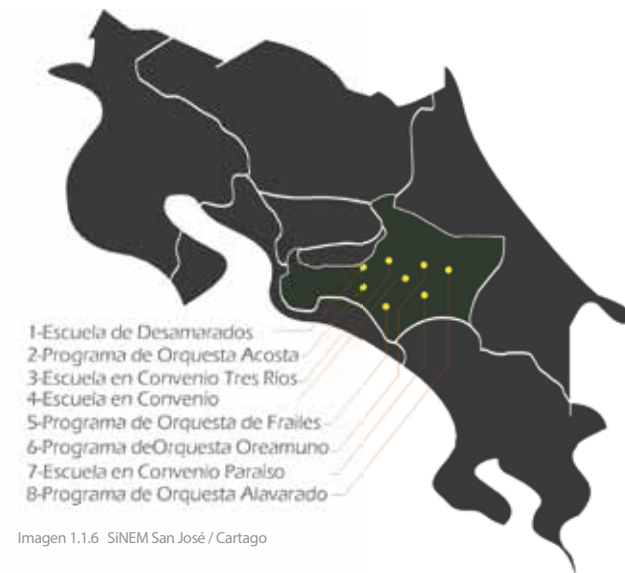 1-Escuela de Desamarados
2-Programa de Orquesta Acosta
3-Escuela en Convenio Tres Ríos
4-Escuela en Convenio
5-Programa de Orquesta de Frailes
6-Programa deOrquesta Oreamuno
7-Escuela en Convenio Paraiso
8-Programa de Orquesta Alavarado
Imagen 1.1.6 SiNEM San José / Cartago